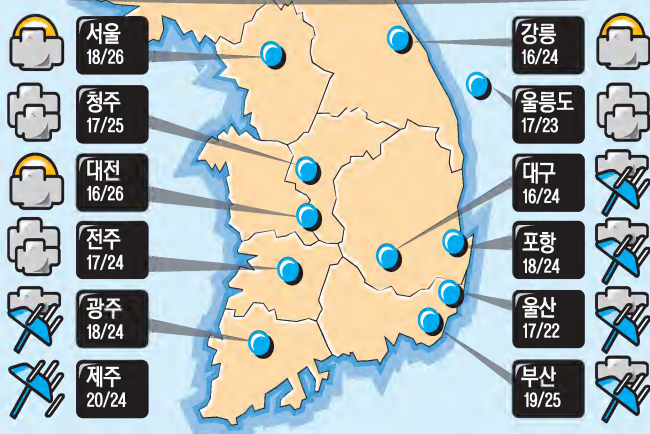 서울
18/26
청주
17/25
대전
16/26
전주
17/24
광주
18/24
제주
20/24
강릉
16/24
울릉도
17/23
대구
16/24
포항
18/24
울산
17/22
부산
19/25